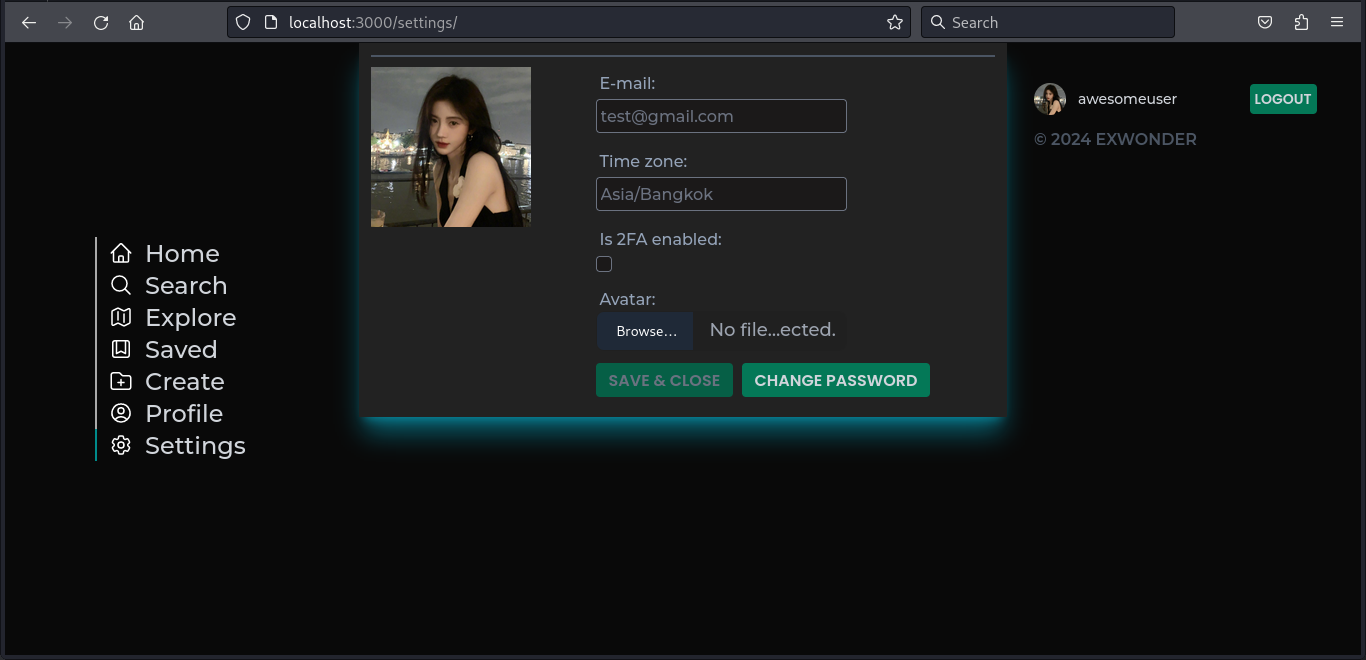 localhost:3000/settings/
Search
E-mail:
test@gmail.com
awesomeuser
LOGOUT
© 2024 EXWONDER
Time zone:
Asia/Bangkok
Is 2FA enabled:
Home
Search
Explore
Saved
Create
Profile
Settings
Avatar:
Browse...
No file...ected.
SAVE & CLOSE
CHANGE PASSWORD